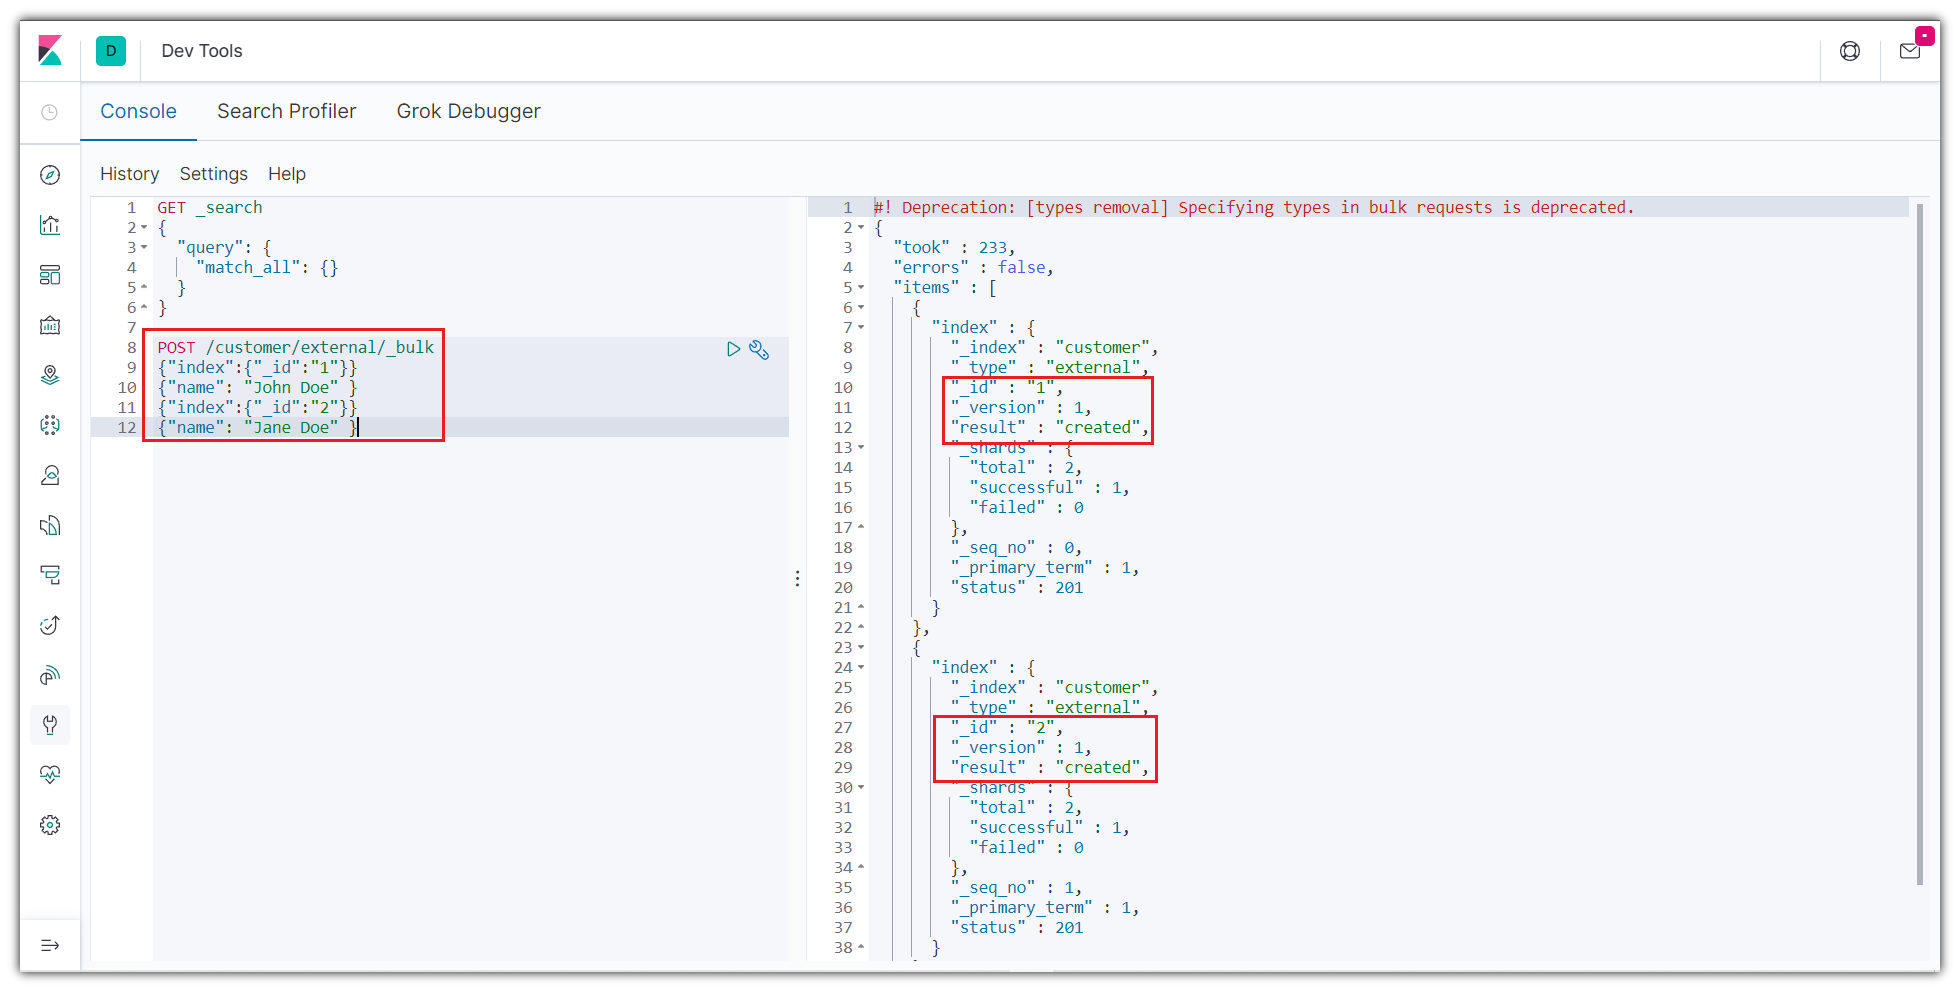 D
Dev Tools
Console Search Profiler Grok Debugger
History Settings Help
1 GET _search
2 {
3 "query": {
4 "match_all": {}
5 }
6 }
7
8 POST /customer/external/_bulk
9 {"index":{"_id":"1"}}
10 {"name": "John Doe" }
11 {"index":{"_id":"2"}}
12 {"name": "Jane Doe" }
1 #! Deprecation: [types removal] Specifying types in bulk requests is deprecated.
2 {
3 "took" : 233,
4 "errors" : false,
5 "items" : [
6 {
7 "index" : {
8 "_index" : "customer",
9 "_type" : "external",
10 "_id" : "1",
11 "_version" : 1,
12 "result" : "created",
13 "_shards" : {
14 "total" : 2,
15 "successful" : 1,
16 "failed" : 0
17 },
18 "_seq_no" : 0,
19 "_primary_term" : 1,
20 "status" : 201
21 }
22 },
23 {
24 "index" : {
25 "_index" : "customer",
26 "_type" : "external",
27 "_id" : "2",
28 "_version" : 1,
29 "result" : "created",
30 "_shards" : {
31 "total" : 2,
32 "successful" : 1,
33 "failed" : 0
34 },
35 "_seq_no" : 1,
36 "_primary_term" : 1,
37 "status" : 201
38 }